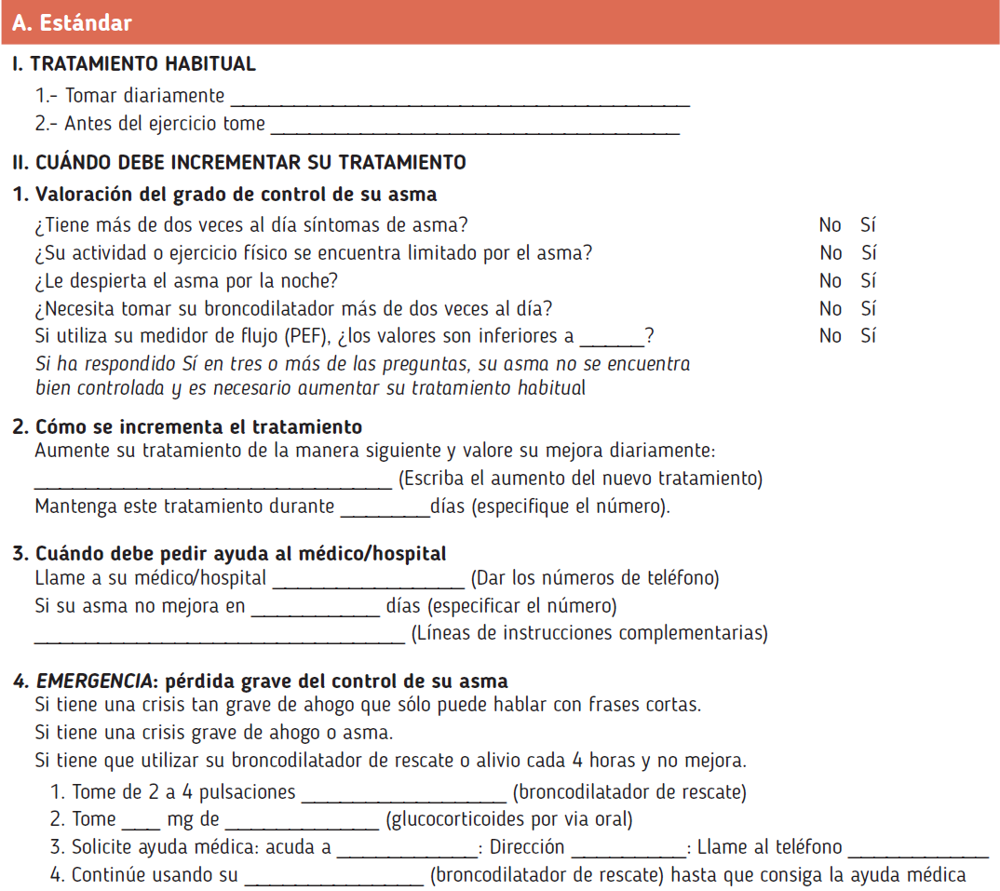 A. Estándar
I. TRATAMIENTO HABITUAL
1.- Tomar diariamente ____________________________________
2.- Antes del ejercicio tome ________________________________
II. CUÁNDO DEBE INCREMENTAR SU TRATAMIENTO
1. Valoración del grado de control de su asma
¿Tiene más de dos veces al día síntomas de asma? No Sí
¿Su actividad o ejercicio físico se encuentra limitado por el asma? No Sí
¿Le despierta el asma por la noche? No Sí
¿Necesita tomar su broncodilatador más de dos veces al día? No Sí
Si utiliza su medidor de flujo (PEF), ¿los valores son inferiores a _____? No Sí
Si ha respondido Sí en tres o más de las preguntas, su asma no se encuentra
bien controlada y es necesario aumentar su tratamiento habitual
2. Cómo se incrementa el tratamiento
Aumente su tratamiento de la manera siguiente y valore su mejora diariamente:
____________________________ (Escriba el aumento del nuevo tratamiento)
Mantenga este tratamiento durante _______días (especifique el número).
3. Cuándo debe pedir ayuda al médico/hospital
Llame a su médico/hospital _______________ (Dar los números de teléfono)
Si su asma no mejora en __________ días (especificar el número)
_____________________________ (Líneas de instrucciones complementarias)
4. EMERGENCIA: pérdida grave del control de su asma
Si tiene una crisis tan grave de ahogo que sólo puede hablar con frases cortas.
Si tiene una crisis grave de ahogo o asma.
Si tiene que utilizar su broncodilatador de rescate o alivio cada 4 horas y no mejora.
1. Tome de 2 a 4 pulsaciones ________________ (broncodilatador de rescate)
2. Tome ___ mg de ____________ (glucocorticoides por via oral)
3. Solicite ayuda médica: acuda a ___________: Dirección _________: Llame al teléfono ___________
4. Continúe usando su ______________ (broncodilatador de rescate) hasta que consiga la ayuda médica